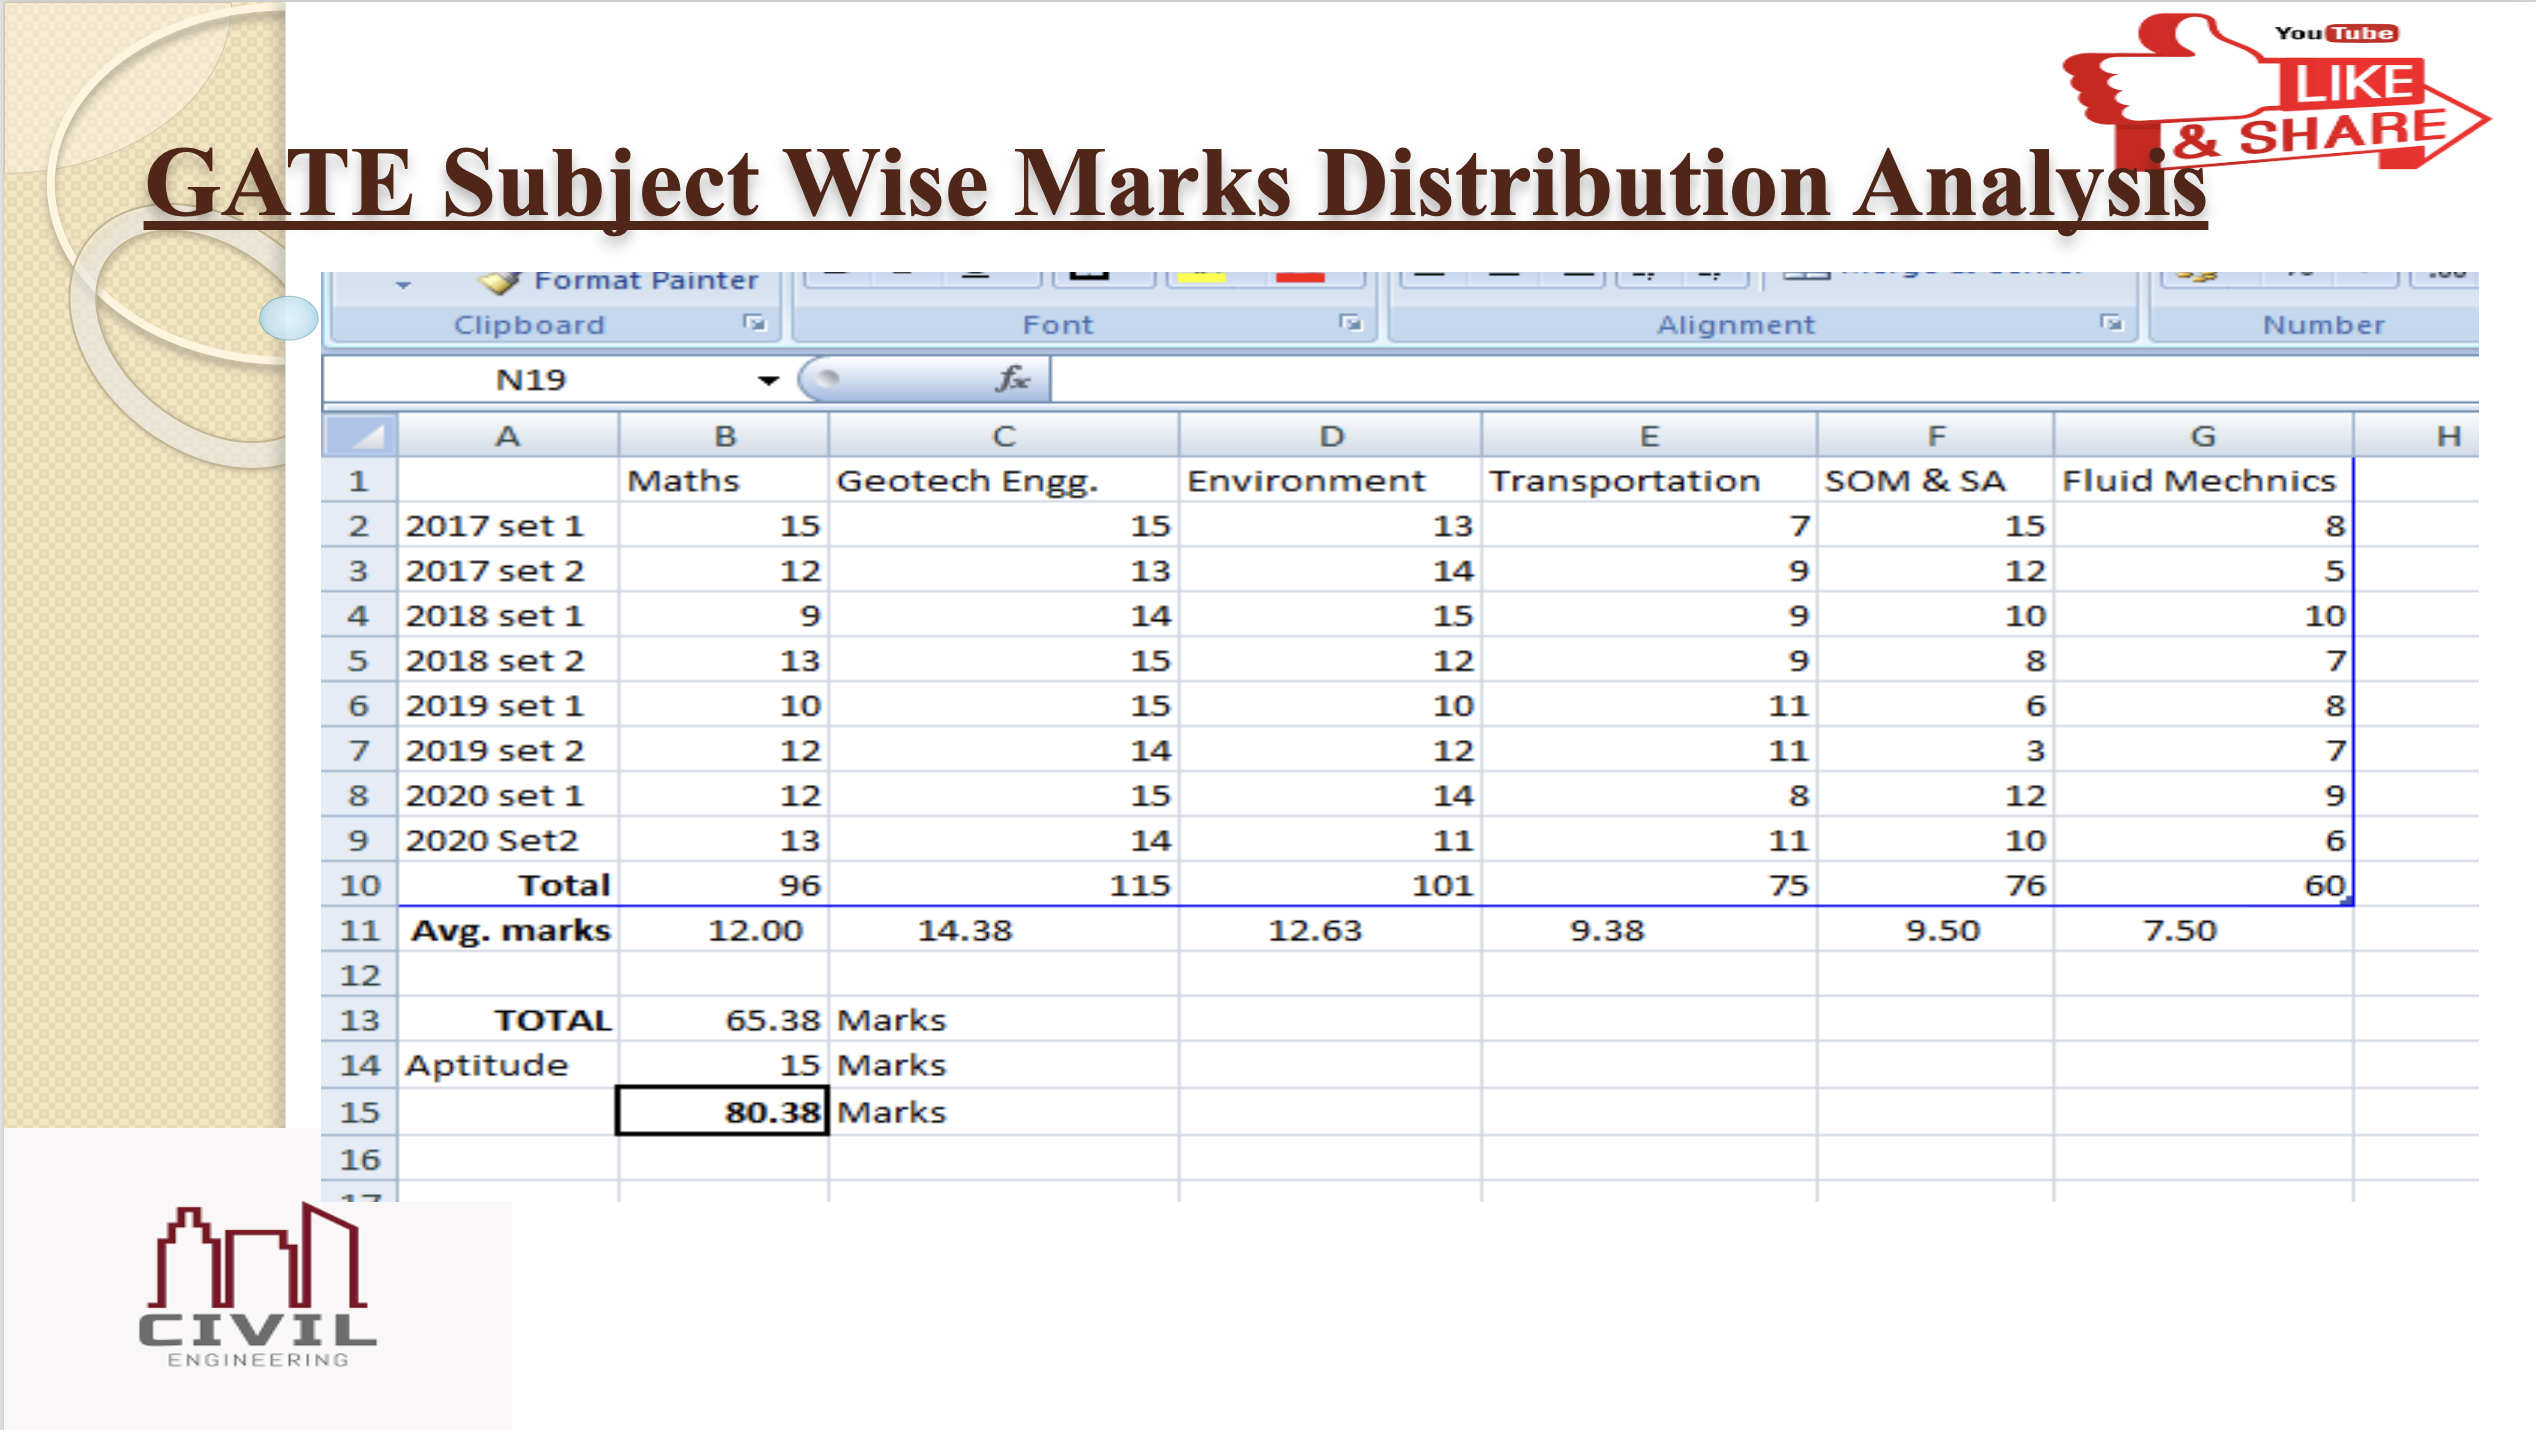 YouTube
LIKE
& SHARE
GATE Subject Wise Marks Distribution Analysis
Format Painter
Clipboard Font Alignment Number
N19 fx
A B C D E F G H
1 Maths Geotech Engg. Environment Transportation SOM & SA Fluid Mechnics
2 2017 set 1 15 15 13 7 15 8
3 2017 set 2 12 13 14 9 12 5
4 2018 set 1 9 14 15 9 10 10
5 2018 set 2 13 15 12 9 8 7
6 2019 set 1 10 15 10 11 6 8
7 2019 set 2 12 14 12 11 3 7
8 2020 set 1 12 15 14 8 12 9
9 2020 Set2 13 14 11 11 10 6
10 Total 96 115 101 75 76 60
11 Avg. marks 12.00 14.38 12.63 9.38 9.50 7.50
12
13 TOTAL 65.38 Marks
14 Aptitude 15 Marks
15 80.38 Marks
16
CIVIL
ENGINEERING